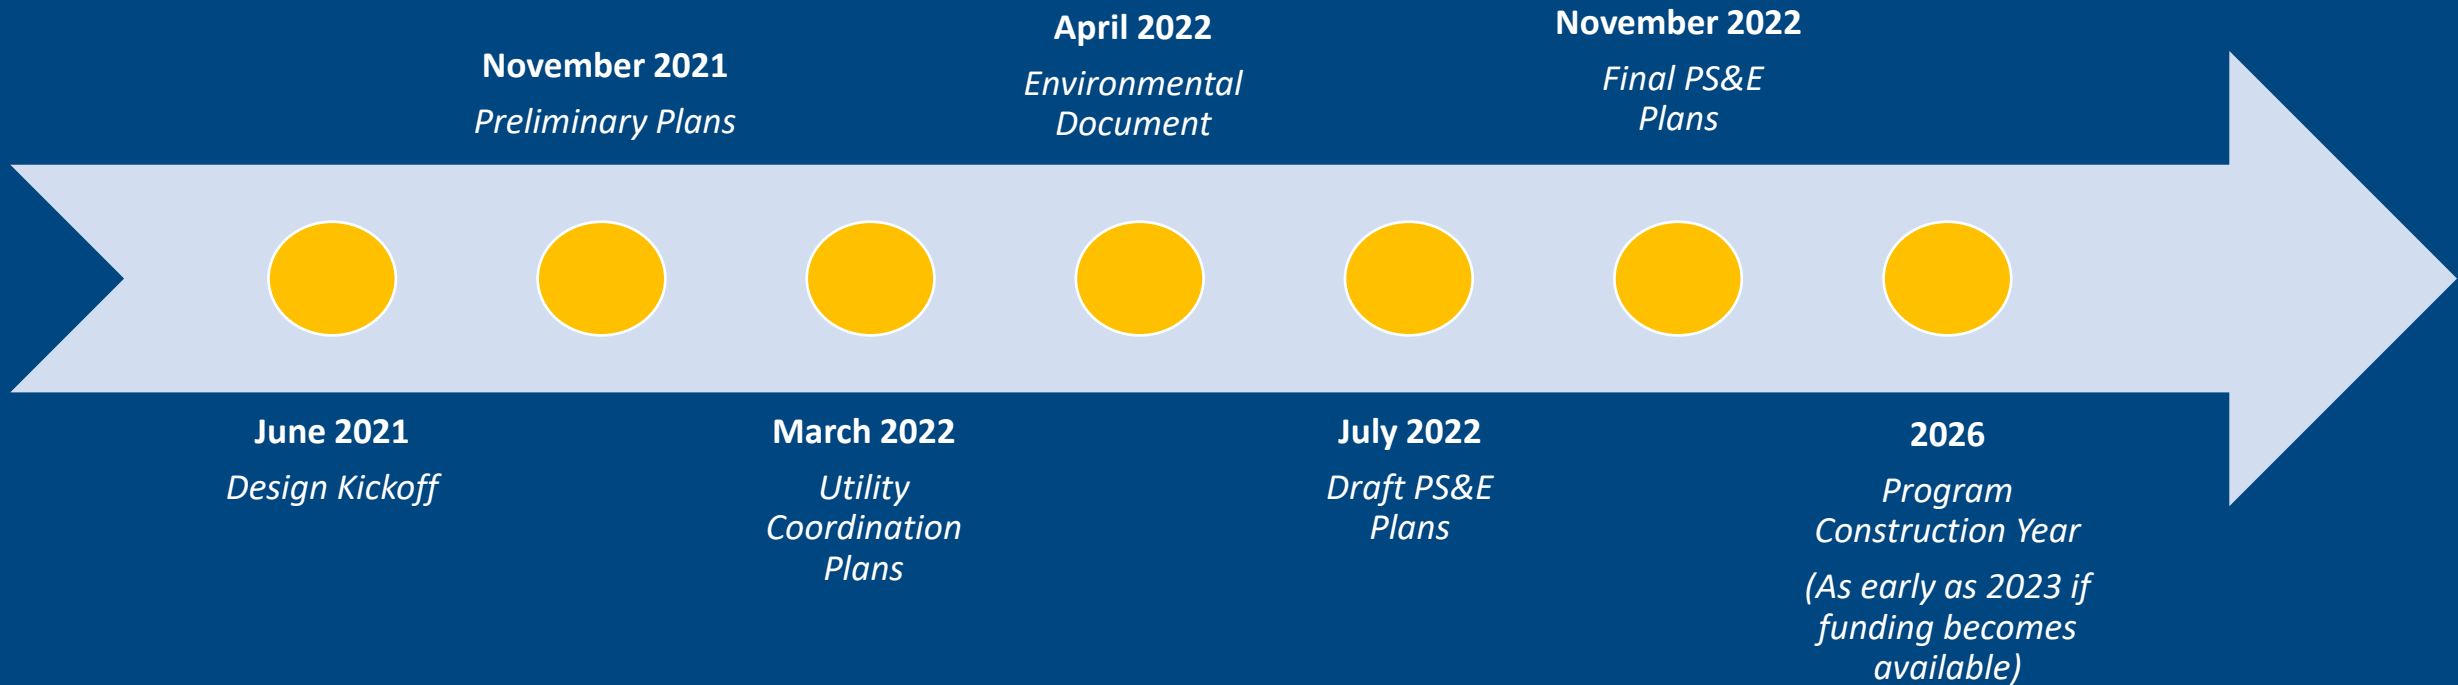 June 2021
Design Kickoff
November 2021
Preliminary Plans
March 2022
Utility
Coordination
Plans
April 2022
Environmental
Document
July 2022
Draft PS&E
Plans
November 2022
Final PS&E
Plans
2026
Program
Construction Year
(As early as 2023 if
funding becomes
available)